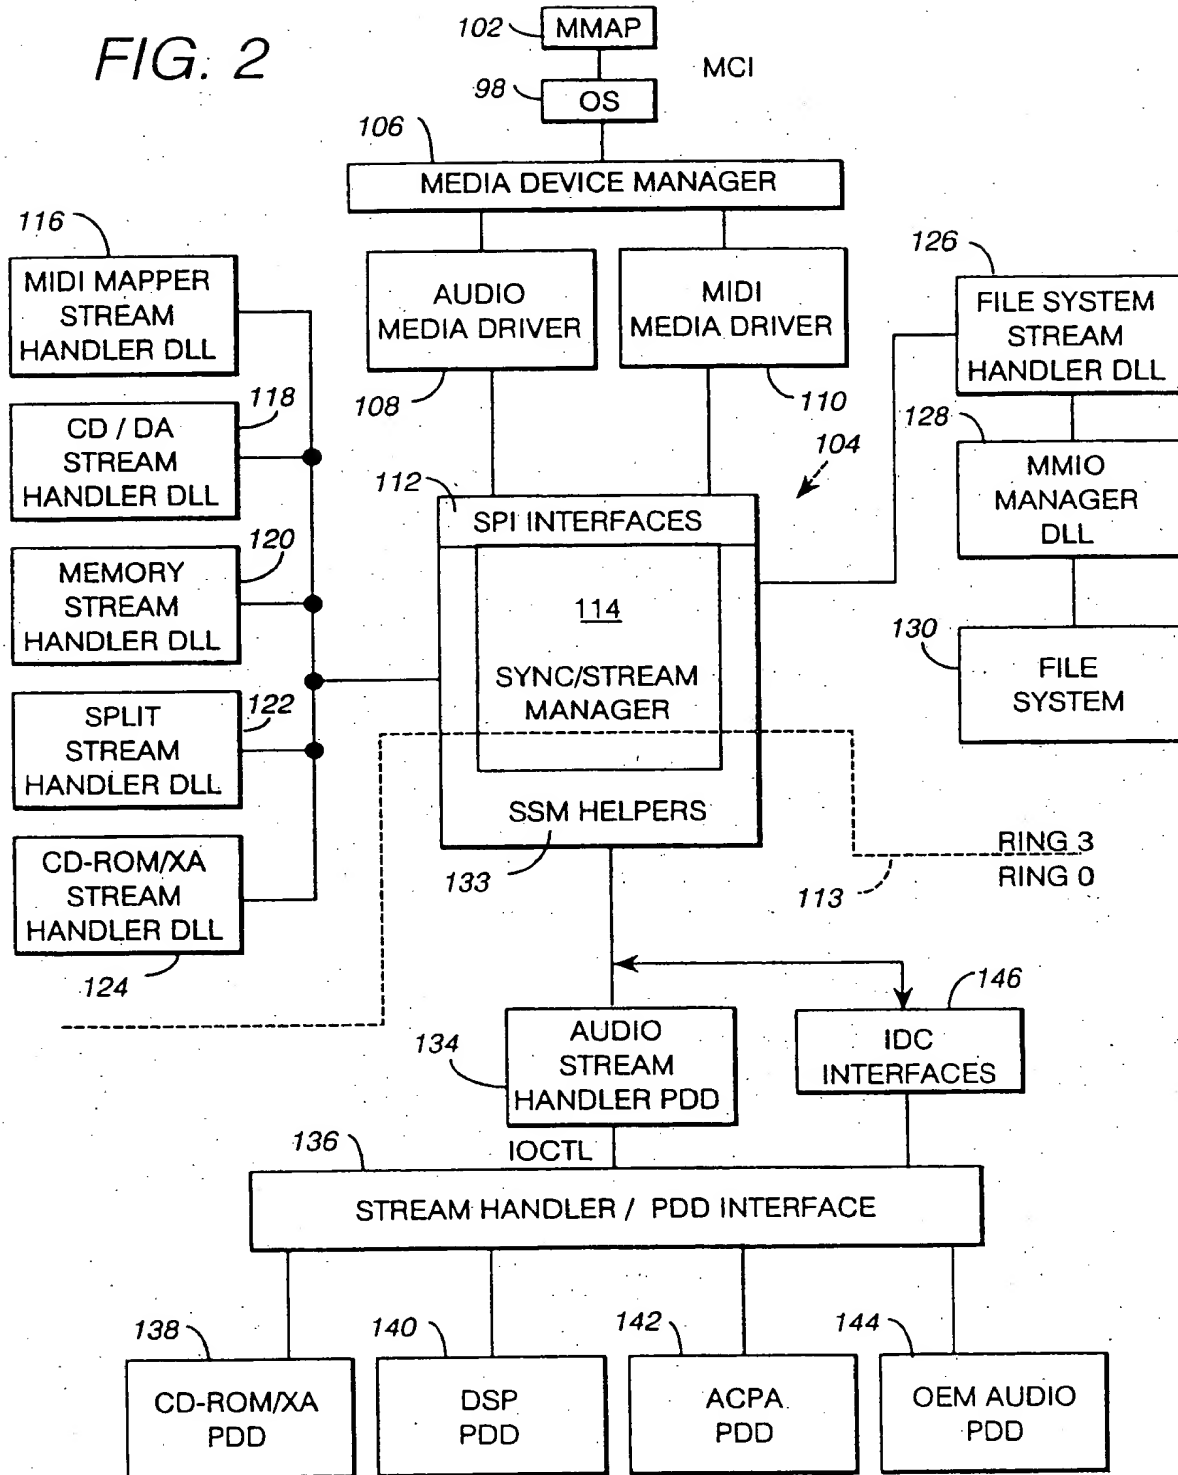 FIG. 2
102
MMAP
MCI
98
OS
106
MEDIA DEVICE MANAGER
116
MIDI MAPPER
STREAM
HANDLER DLL
AUDIO
MEDIA DRIVER
108
MIDI
MEDIA DRIVER
110
126
FILE SYSTEM
STREAM
HANDLER DLL
118
CD / DA
STREAM
HANDLER DLL
128
MMIO
MANAGER
DLL
104
112
SPI INTERFACES
120
MEMORY
STREAM
HANDLER DLL
114
SYNC/STREAM
MANAGER
130
FILE
SYSTEM
122
SPLIT
STREAM
HANDLER DLL
SSM HELPERS
133
CD-ROM/XA
STREAM
HANDLER DLL
124
RING 3
RING 0
113
134
AUDIO
STREAM
HANDLER PDD
146
IDC
INTERFACES
IOCTL
136
STREAM HANDLER / PDD INTERFACE
138
CD-ROM/XA
PDD
140
DSP
PDD
142
ACPA
PDD
144
OEM AUDIO
PDD